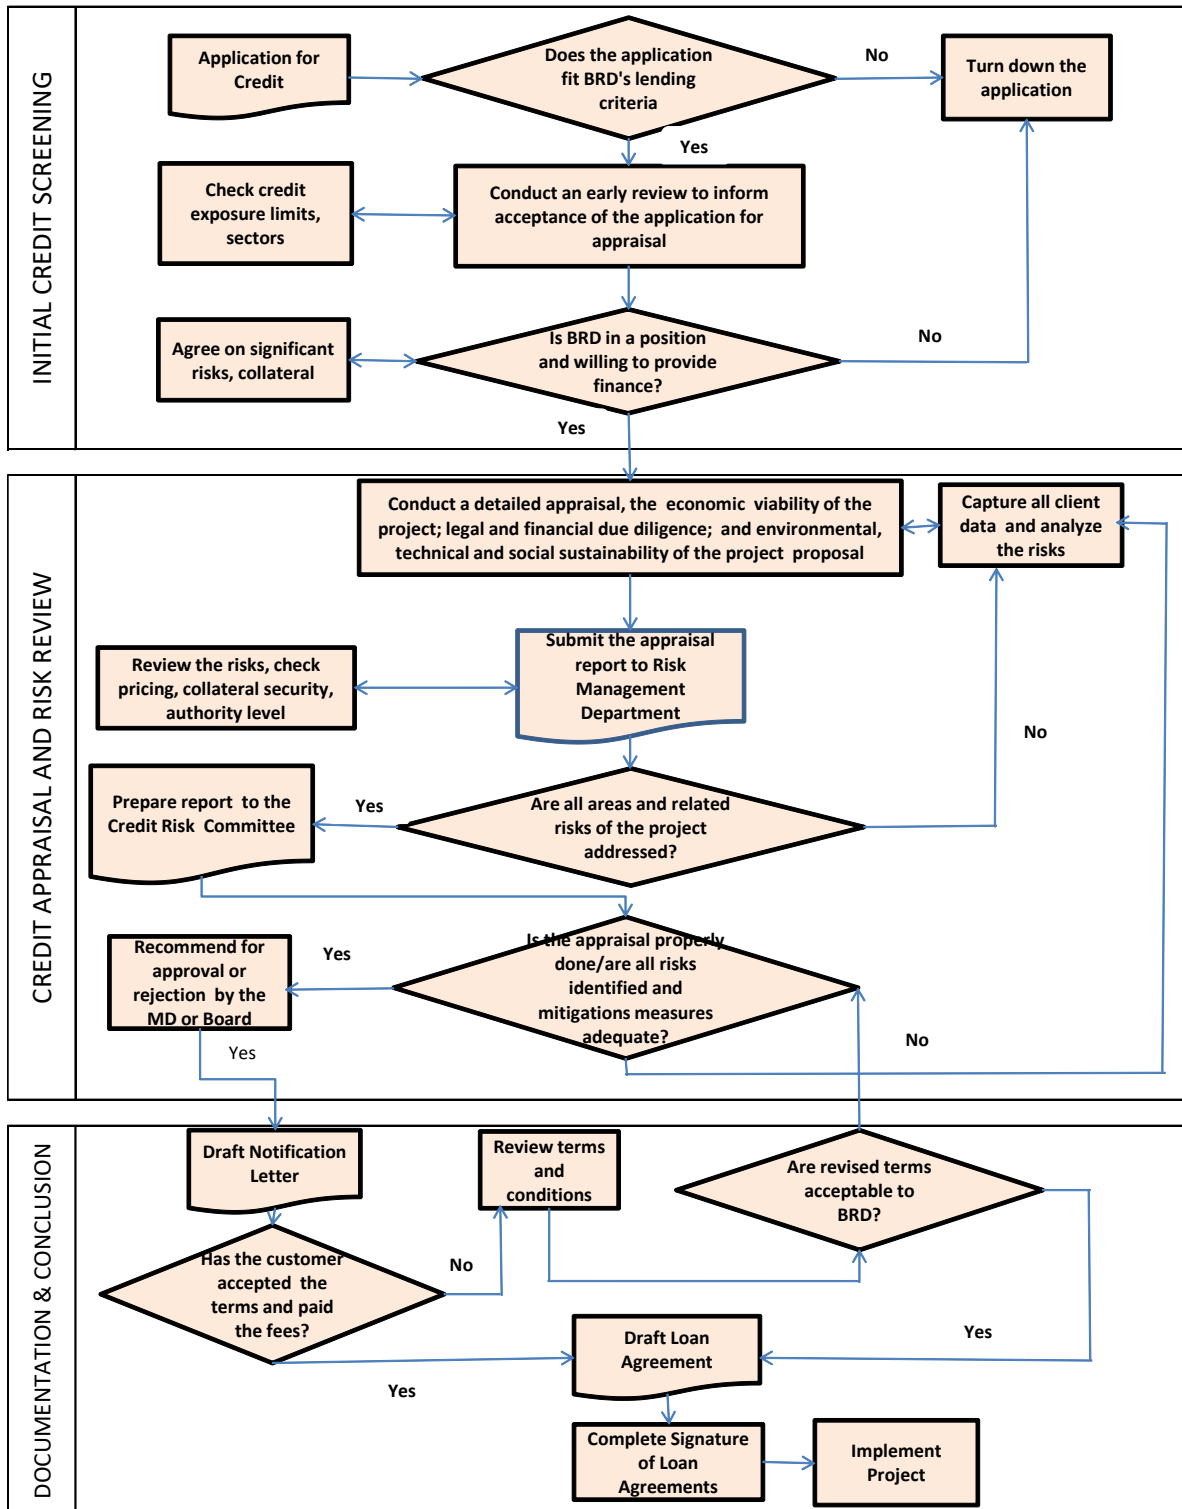 INITIAL CREDIT SCREENING
Application for
Credit
Does the application
fit BRD's lending
criteria
No
Turn down the
application
Yes
Check credit
exposure limits,
sectors
Conduct an early review to inform
acceptance of the application for
appraisal
Agree on significant
risks, collateral
Is BRD in a position
and willing to provide
finance?
No
Yes
CREDIT APPRAISAL AND RISK REVIEW
Conduct a detailed appraisal, the economic viability of the
project; legal and financial due diligence; and environmental,
technical and social sustainability of the project proposal
Capture all client
data and analyze
the risks
Submit the appraisal
report to Risk
Management
Department
Review the risks, check
pricing, collateral security,
authority level
No
Prepare report to the
Credit Risk Committee
Yes
Are all areas and related
risks of the project
addressed?
Recommend for
approval or
rejection by the
MD or Board
Yes
Is the appraisal properly
done/are all risks
identified and
mitigations measures
adequate?
No
Yes
DOCUMENTATION & CONCLUSION
Draft Notification
Letter
Review terms
and
conditions
Are revised terms
acceptable to
BRD?
Has the customer
accepted the
terms and paid
the fees?
No
Yes
Draft Loan
Agreement
Yes
Complete Signature
of Loan
Agreements
Implement
Project